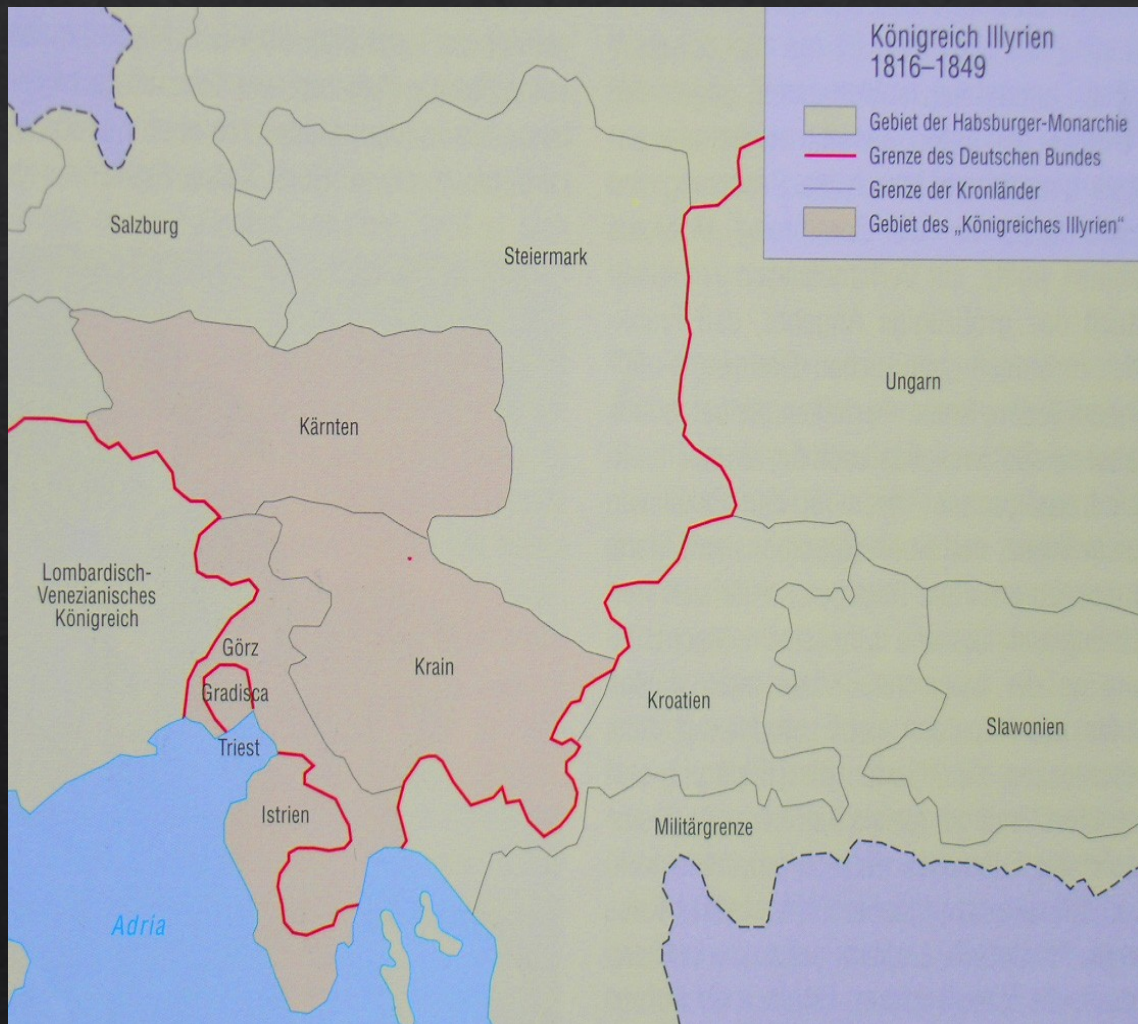 Königreich Illyrien
1816–1849
Gebiet der Habsburger-Monarchie
Grenze des Deutschen Bundes
Grenze der Kronländer
Gebiet des „Königreiches Illyrien“
Salzburg
Steiermark
Ungarn
Kärnten
Lombardisch-
Venezianisches
Königreich
Görz
Krain
Gradisca
Kroatien
Slawonien
Triest
Istrien
Militärgrenze
Adria